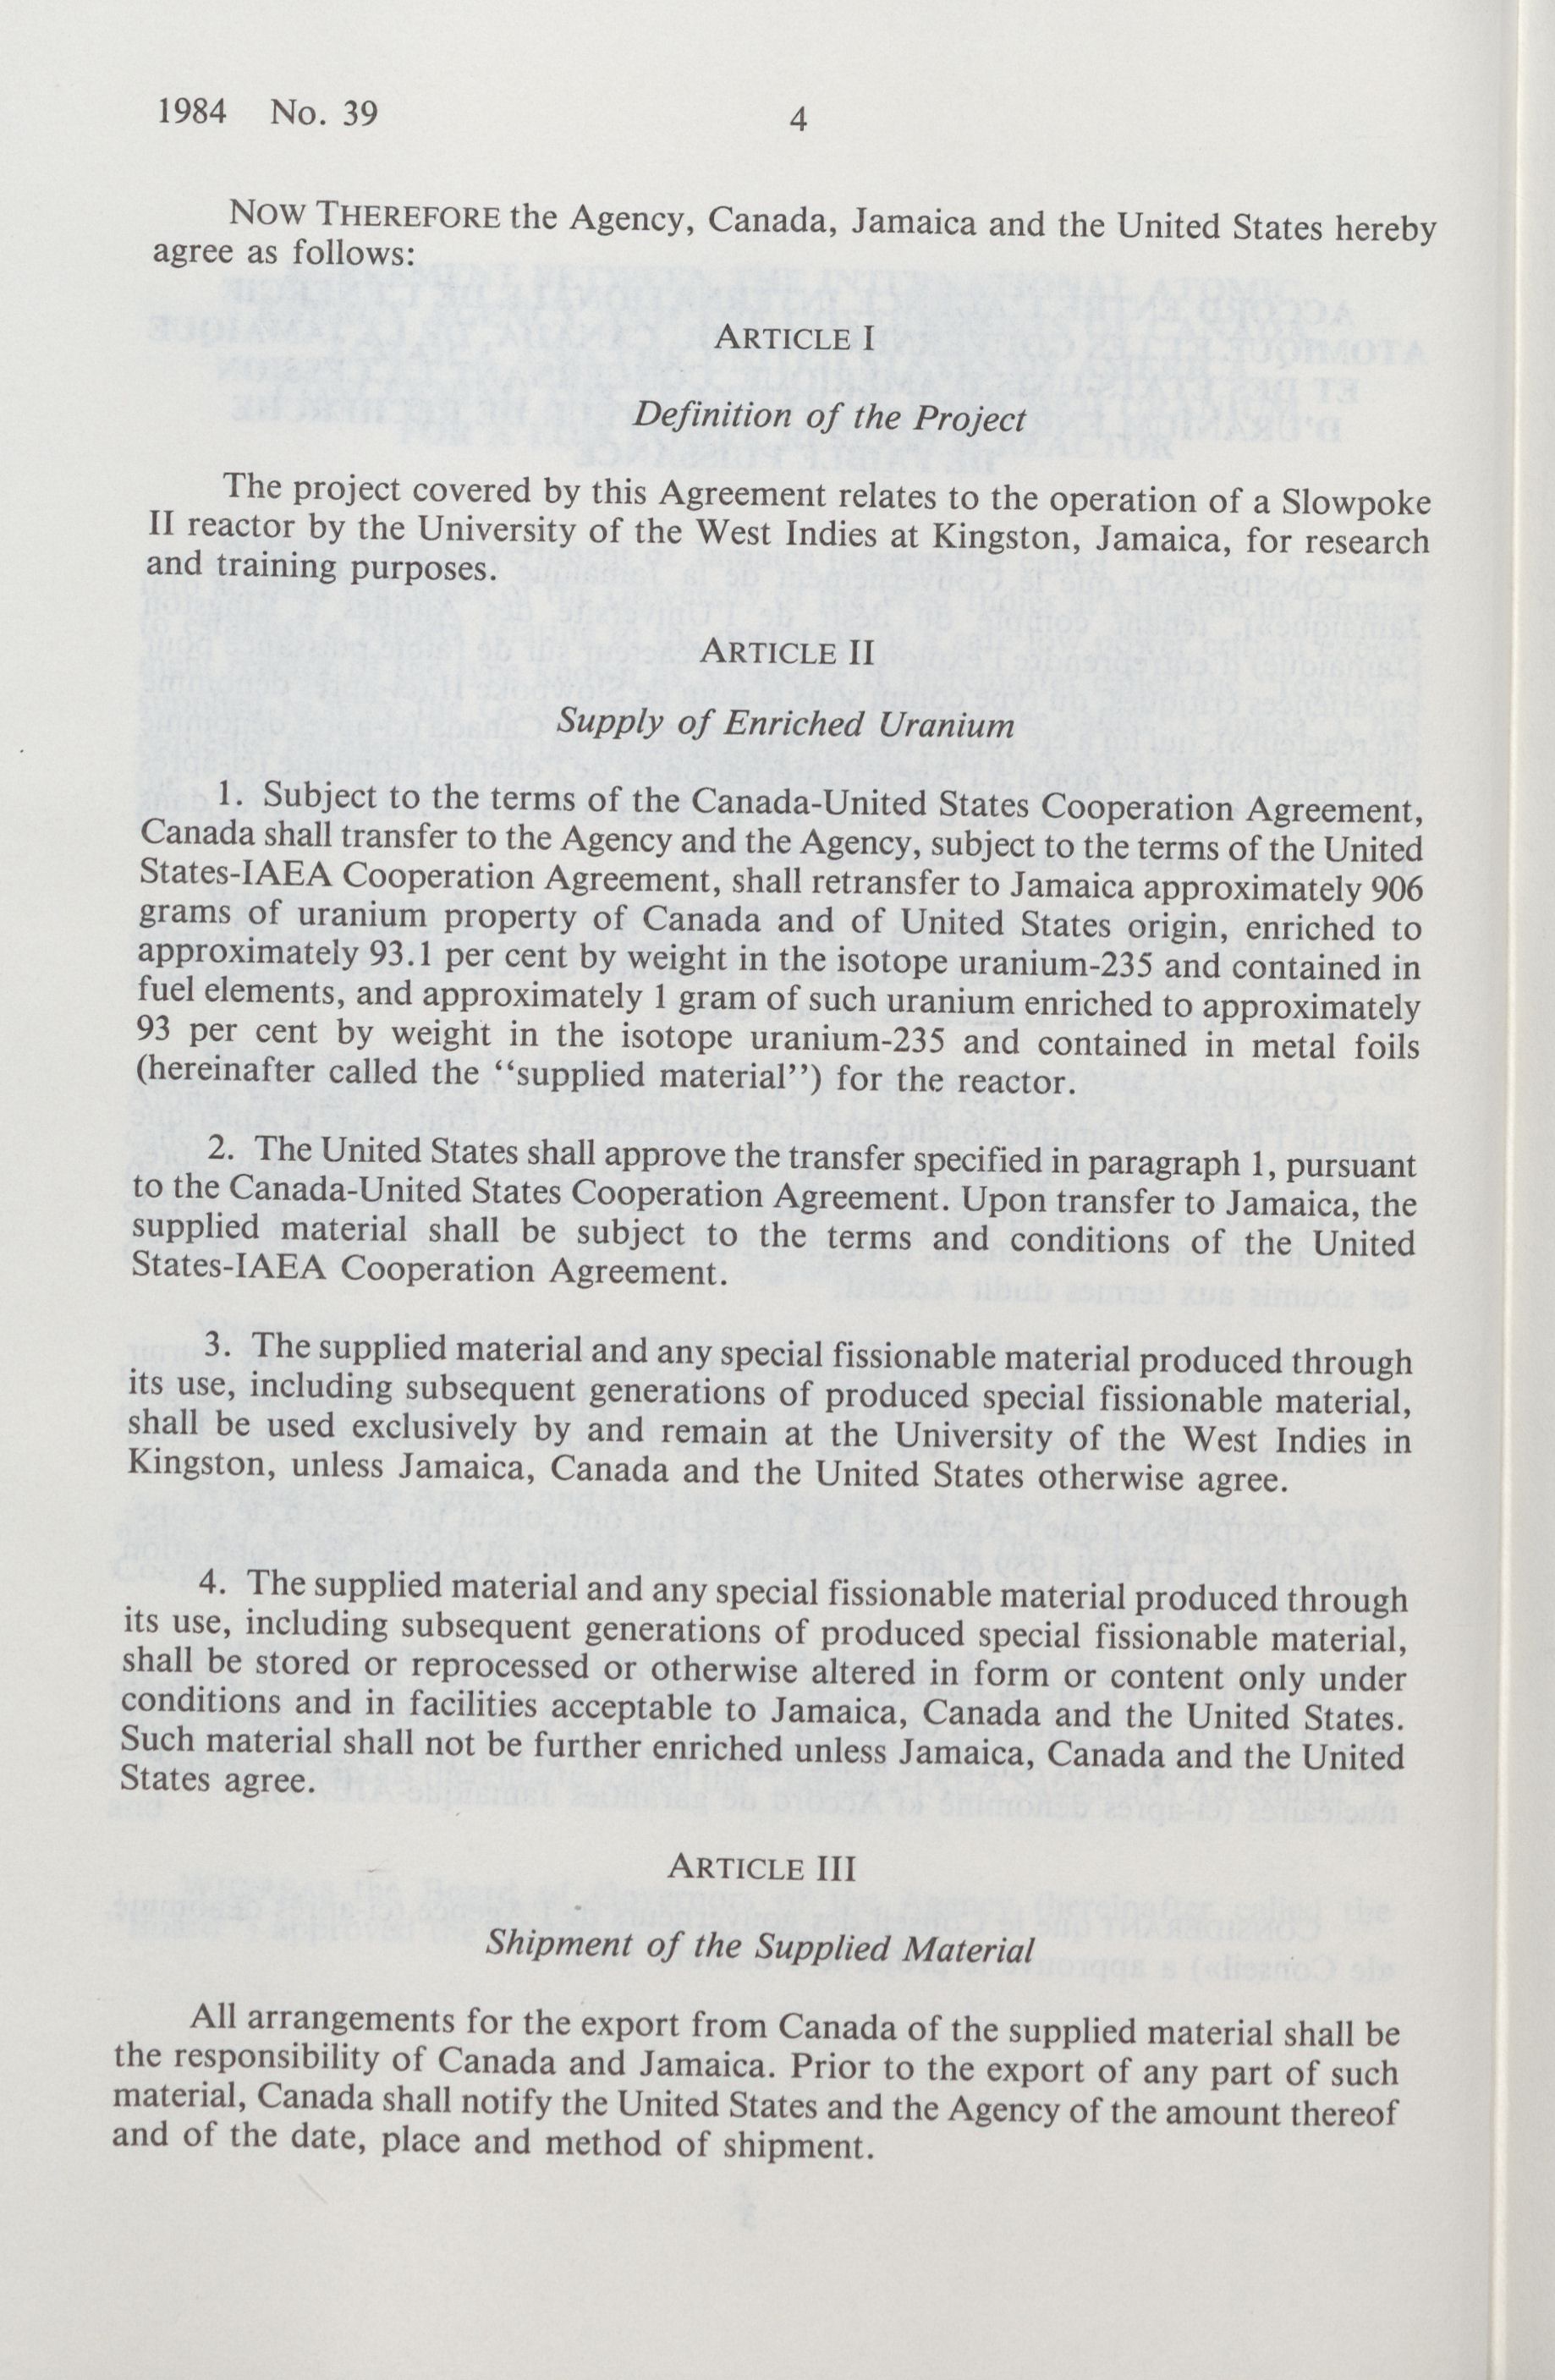 1984 No. 39
4
NOW THEREFORE the Agency, Canada, Jamaica and the United States hereby
agree as follows:
ARTICLE I
Definition of the Project
The project covered by this Agreement relates to the operation of a Slowpoke
II reactor by the University of the West Indies at Kingston, Jamaica, for research
and training purposes.
ARTICLE II
Supply of Enriched Uranium
1. Subject to the terms of the Canada-United States Cooperation Agreement,
Canada shall transfer to the Agency and the Agency, subject to the terms of the United
States-IAEA Cooperation Agreement, shall retransfer to Jamaica approximately 906
grams of uranium property of Canada and of United States origin, enriched to
approximately 93.1 per cent by weight in the isotope uranium-235 and contained in
fuel elements, and approximately 1 gram of such uranium enriched to approximately
93 per cent by weight in the isotope uranium-235 and contained in metal foils
(hereinafter called the “supplied material”) for the reactor.
2. The United States shall approve the transfer specified in paragraph 1, pursuant
to the Canada-United States Cooperation Agreement. Upon transfer to Jamaica, the
supplied material shall be subject to the terms and conditions of the United
States-IAEA Cooperation Agreement.
3. The supplied material and any special fissionable material produced through
its use, including subsequent generations of produced special fissionable material,
shall be used exclusively by and remain at the University of the West Indies in
Kingston, unless Jamaica, Canada and the United States otherwise agree.
4. The supplied material and any special fissionable material produced through
its use, including subsequent generations of produced special fissionable material,
shall be stored or reprocessed or otherwise altered in form or content only under
conditions and in facilities acceptable to Jamaica, Canada and the United States.
Such material shall not be further enriched unless Jamaica, Canada and the United
States agree.
ARTICLE III
Shipment of the Supplied Material
All arrangements for the export from Canada of the supplied material shall be
the responsibility of Canada and Jamaica. Prior to the export of any part of such
material, Canada shall notify the United States and the Agency of the amount thereof
and of the date, place and method of shipment.